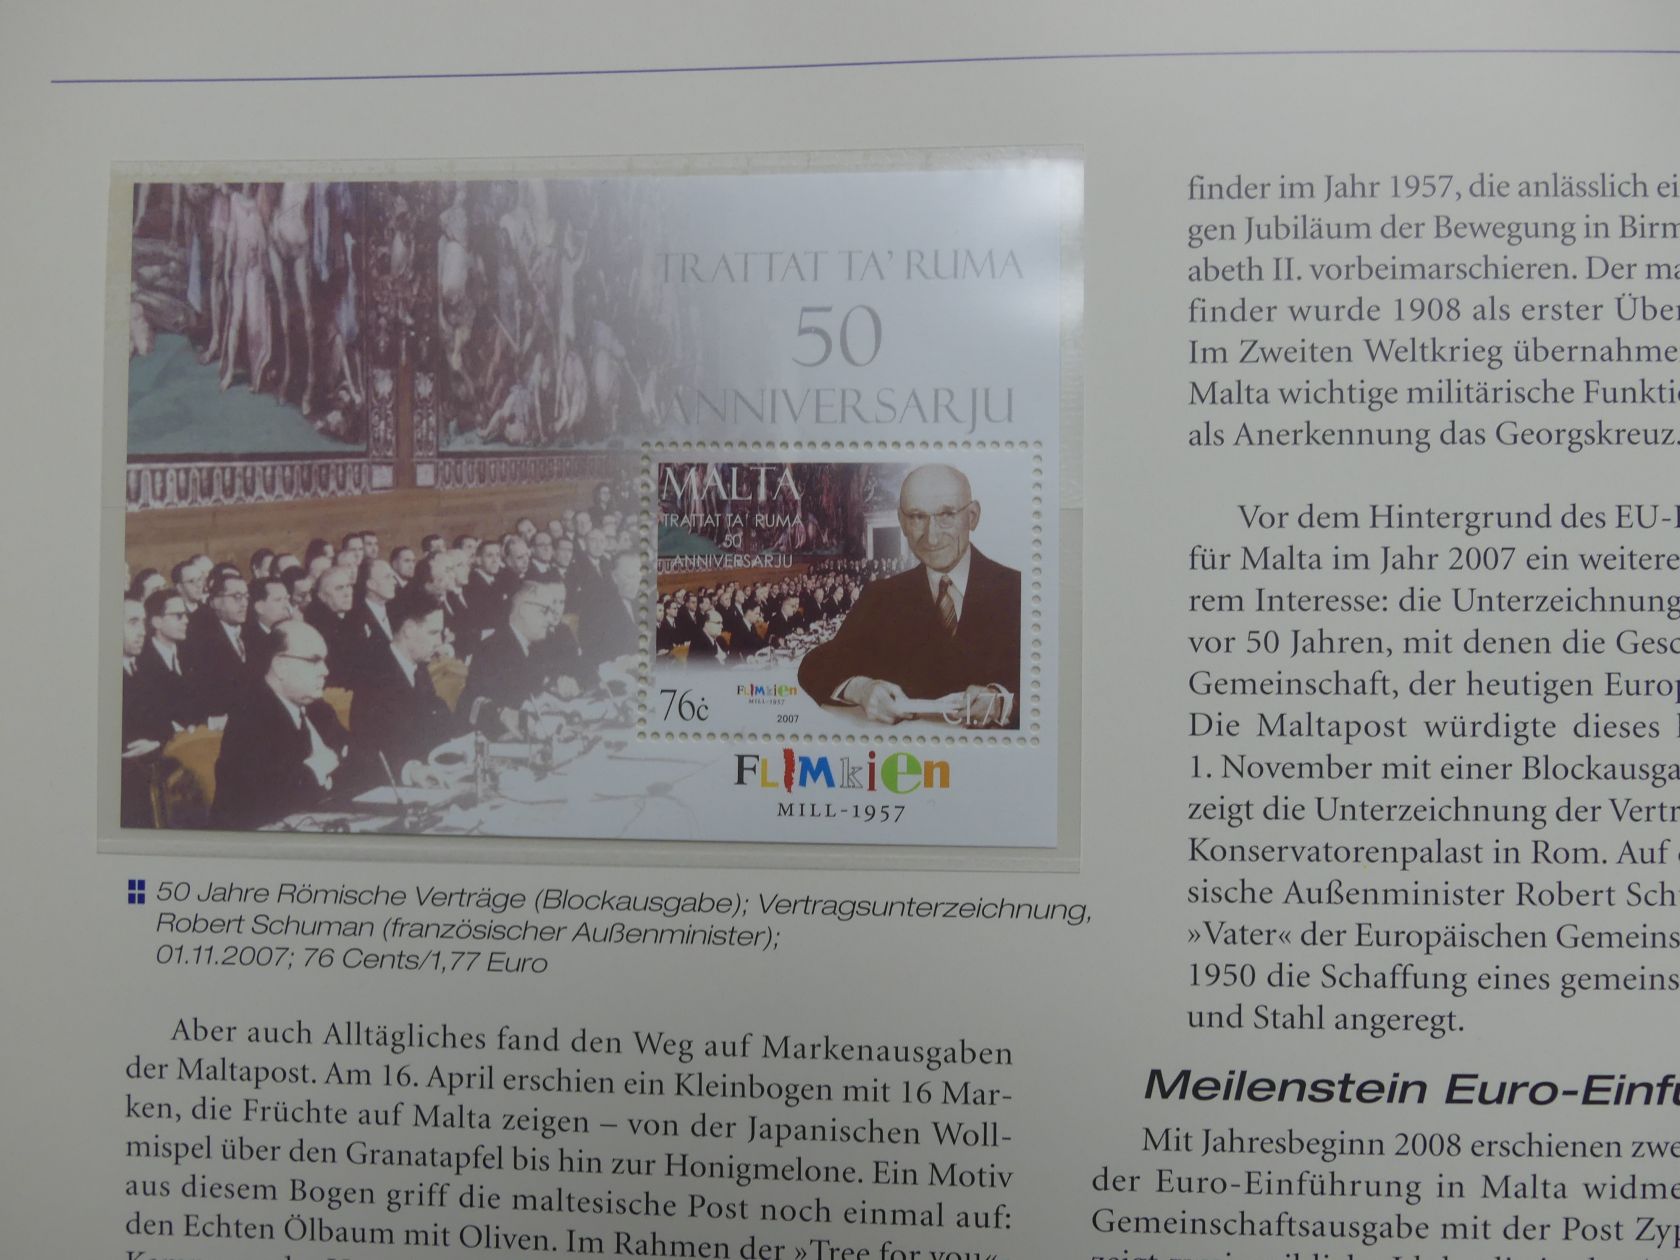 TRATTAT TA' RUMA
50
ANNIVERSARJU
MALTA
TRATTAT TA' RUMA
50
ANNIVERSARJU
76ċ
FLIMkien
MILL-1957
2007
€1.77
FLIMkien
MILL-1957
50 Jahre Römische Verträge (Blockausgabe); Vertragsunterzeichnung,
Robert Schuman (französischer Außenminister);
01.11.2007; 76 Cents/1,77 Euro
Aber auch Alltägliches fand den Weg auf Markenausgaben
der Maltapost. Am 16. April erschien ein Kleinbogen mit 16 Mar-
ken, die Früchte auf Malta zeigen – von der Japanischen Woll-
mispel über den Granatapfel bis hin zur Honigmelone. Ein Motiv
aus diesem Bogen griff die maltesische Post noch einmal auf:
den Echten Ölbaum mit Oliven. Im Rahmen der »Tree for you«-
finder im Jahr 1957, die anlässlich
gen Jubiläum der Bewegung in
abeth II. vorbeimarschieren. Der
finder wurde 1908 als erster
Im Zweiten Weltkrieg
Malta wichtige militärische
als Anerkennung das Georgskreuz.
Vor dem Hintergrund des
für Malta im Jahr 2007 ein
rem Interesse: die Unterzeichnung
vor 50 Jahren, mit denen die
Gemeinschaft, der heutigen
Die Maltapost würdigte dieses
1. November mit einer
zeigt die Unterzeichnung der
Konservatorenpalast in Rom. Auf
sische Außenminister Robert
»Vater« der Europäischen
1950 die Schaffung eines
und Stahl angeregt.
Meilenstein
Mit Jahresbeginn 2008 erschienen
der Euro-Einführung in Malta
Gemeinschaftsausgabe mit der Post